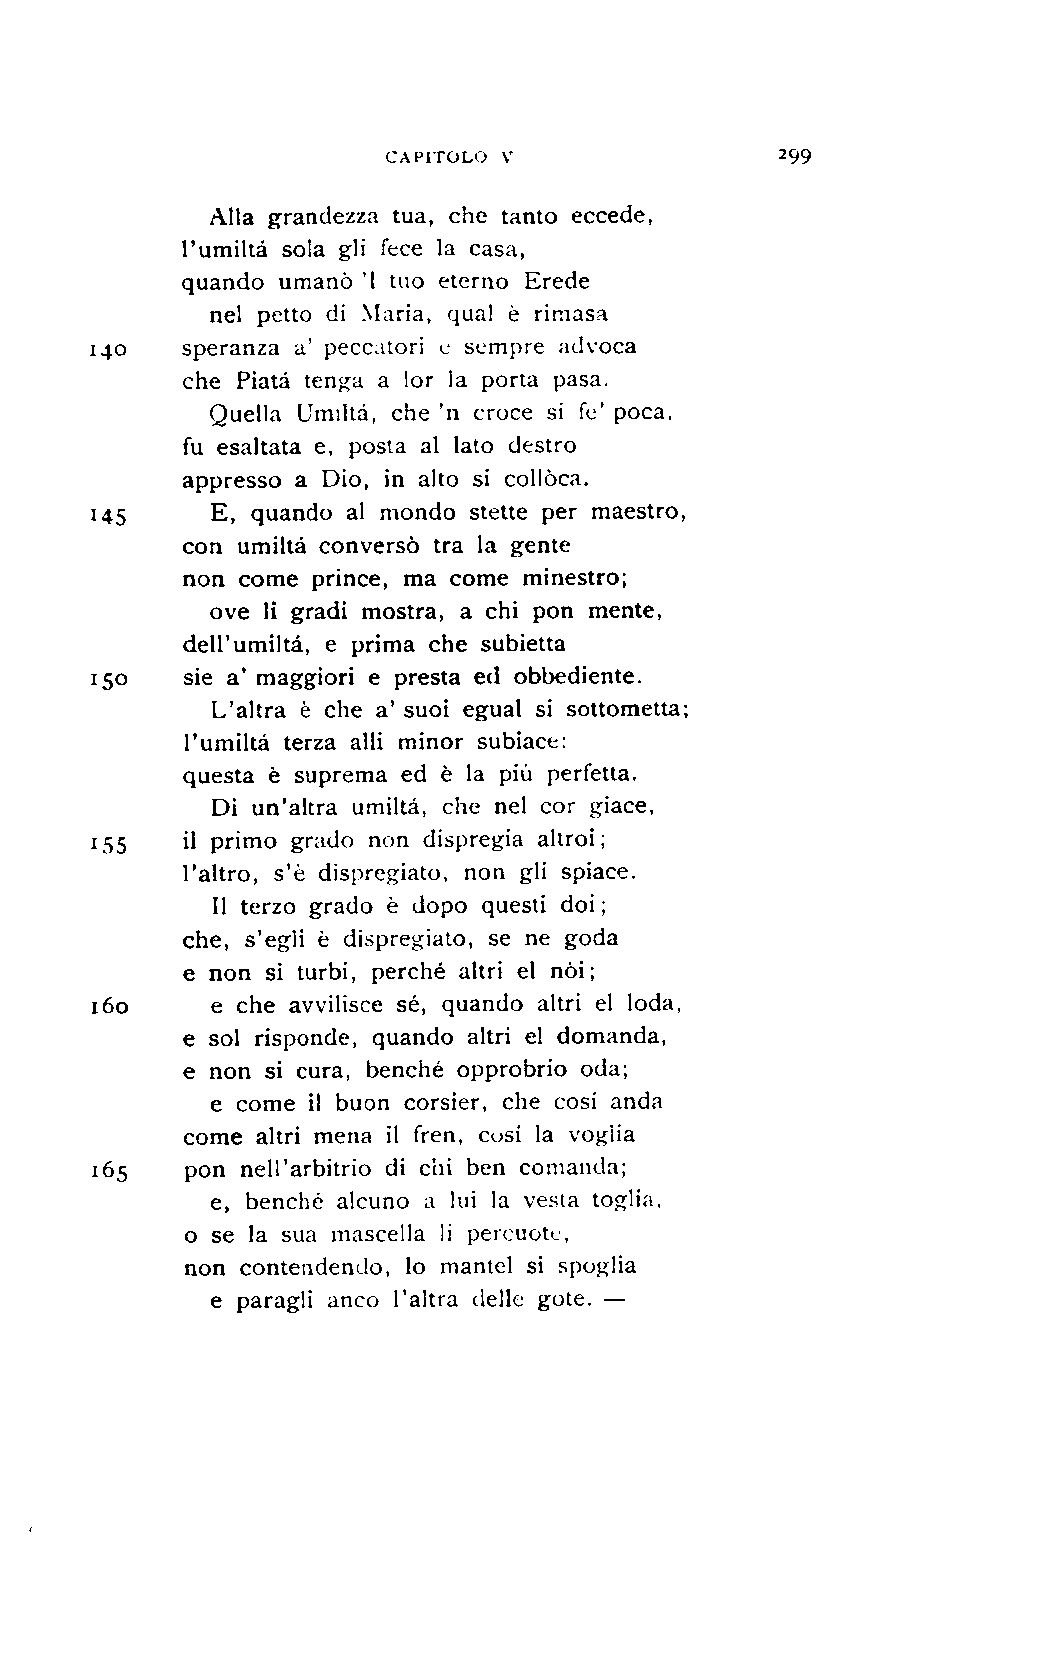 CAPITOLO V 299
Alla grandezza tua, che tanto eccede,
l'umiltá sola gli fece la casa,
quando umanò 'l tuo eterno Erede
nel petto di Maria, qual è rimasa
140 speranza a' peccatori e sempre advoca
che Piatá tenga a lor la porta pasa.
Quella Umiltá, che 'n croce si fe' poca,
fu esaltata e, posta al lato destro
appresso a Dio, in alto si collòca.
145 E, quando al mondo stette per maestro,
con umiltá conversò tra la gente
non come prince, ma come minestro;
ove li gradi mostra, a chi pon mente,
dell'umiltá, e prima che subietta
150 sie a' maggiori e presta ed obbediente.
L'altra è che a' suoi egual si sottometta;
l'umiltá terza alli minor subiace:
questa è suprema ed è la piú perfetta.
Di un'altra umiltá, che nel cor giace,
155 il primo grado non dispregia altroi;
l'altro, s'è dispregiato, non gli spiace.
Il terzo grado è dopo questi doi;
che, s'egli è dispregiato, se ne goda
e non si turbi, perché altri el nòi;
160 e che avvilisce sé, quando altri el loda,
e sol risponde, quando altri el domanda,
e non si cura, benché opprobrio oda;
e come il buon corsier, che cosí anda
come altri mena il fren, cosí la voglia
165 pon nell'arbitrio di chi ben comanda;
e, benché alcuno a lui la vesta toglia,
o se la sua mascella li percuote,
non contendendo, lo mantel si spoglia
e paragli anco l'altra delle gote. —